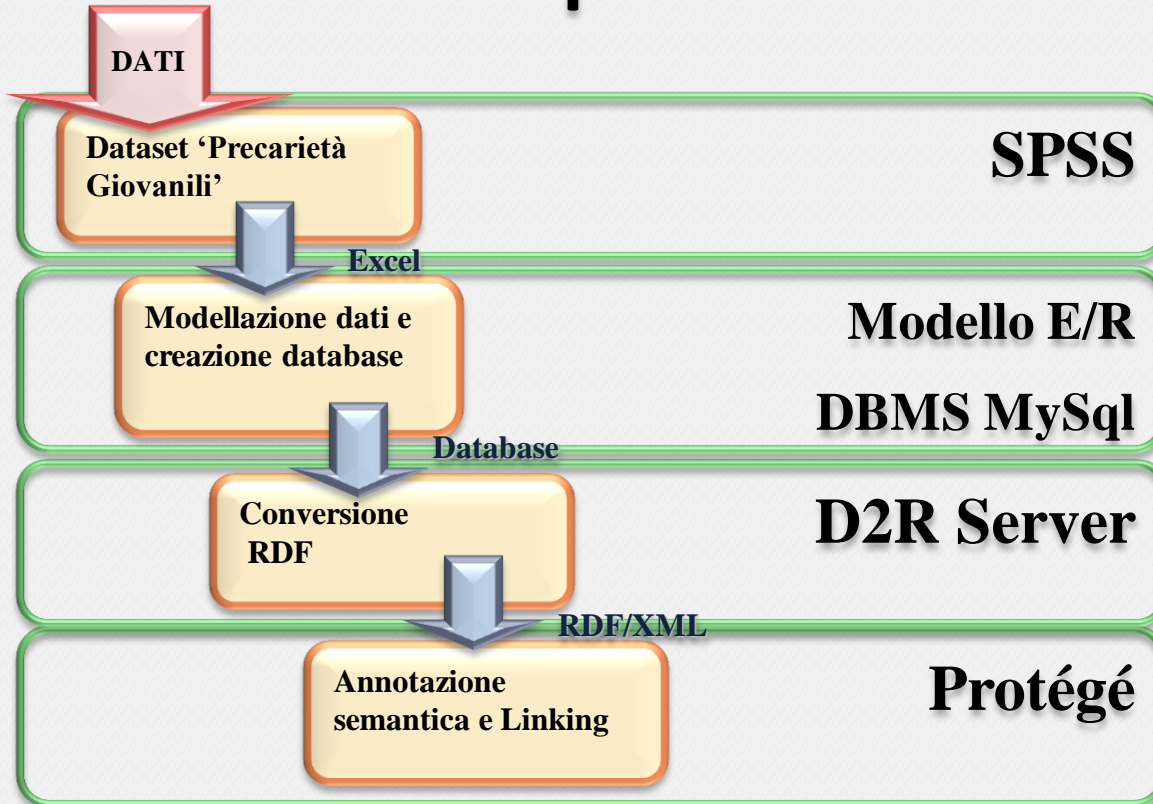 DATI
Dataset ‘Precarietà
Giovanili’
SPSS
Excel
Modellazione dati e
creazione database
Modello E/R
DBMS MySql
Database
Conversione
RDF
D2R Server
RDF/XML
Annotazione
semantica e Linking
Protégé